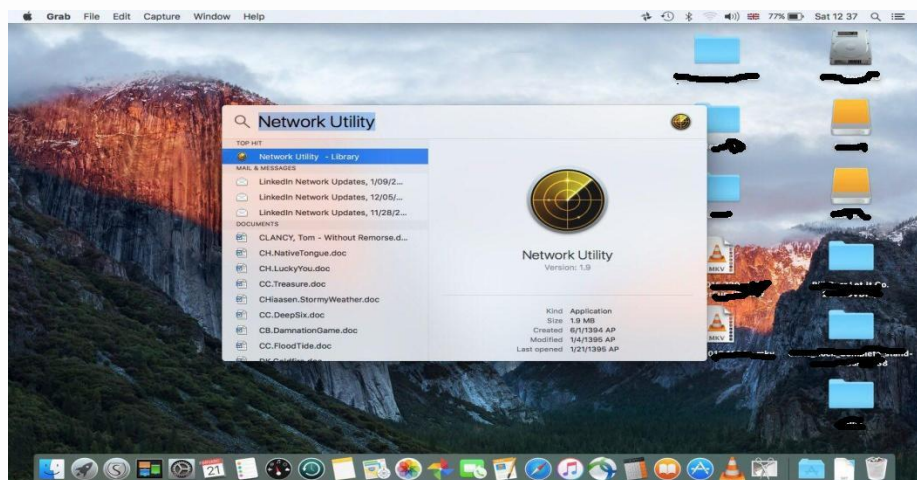 Grab File Edit Capture Window Help 77% Sat 12 37
Network Utility
TOP HIT
Network Utility - Library
MAIL & MESSAGES
LinkedIn Network Updates, 1/09/2...
LinkedIn Network Updates, 12/05/...
LinkedIn Network Updates, 11/28/2...
DOCUMENTS
CLANCY, Tom - Without Remorse.d...
CH.NativeTongue.doc
CH.LuckyYou.doc
CC.Treasure.doc
CHiaasen.StormyWeather.doc
CC.DeepSix.doc
CB.DamnationGame.doc
CC.FloodTide.doc
Network Utility
Version: 1.9
Kind Application
Size 1.9 MB
Created 6/1/1394 AP
Modified 1/4/1395 AP
Last opened 1/21/1395 AP
MKV
MKV
21